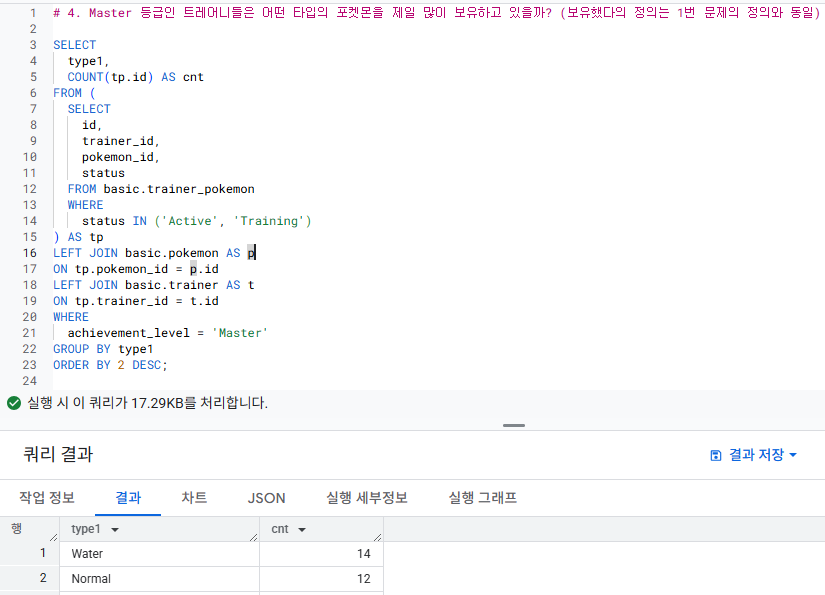 1 # 4. Master 등급인 트레이너들은 어떤 타입의 포켓몬을 제일 많이 보유하고 있을까? (보유했다의 정의는 1번 문제의 정의와 동일)
2
3 SELECT
4 type1,
5 COUNT(tp.id) AS cnt
6 FROM (
7 SELECT
8 id,
9 trainer_id,
10 pokemon_id,
11 status
12 FROM basic.trainer_pokemon
13 WHERE
14 status IN ('Active', 'Training')
15 ) AS tp
16 LEFT JOIN basic.pokemon AS p
17 ON tp.pokemon_id = p.id
18 LEFT JOIN basic.trainer AS t
19 ON tp.trainer_id = t.id
20 WHERE
21 achievement_level = 'Master'
22 GROUP BY type1
23 ORDER BY 2 DESC;
24
실행 시 이 쿼리가 17.29KB를 처리합니다.
쿼리 결과 결과 저장
작업 정보 결과 차트 JSON 실행 세부정보 실행 그래프
행 type1 cnt
1 Water 14
2 Normal 12